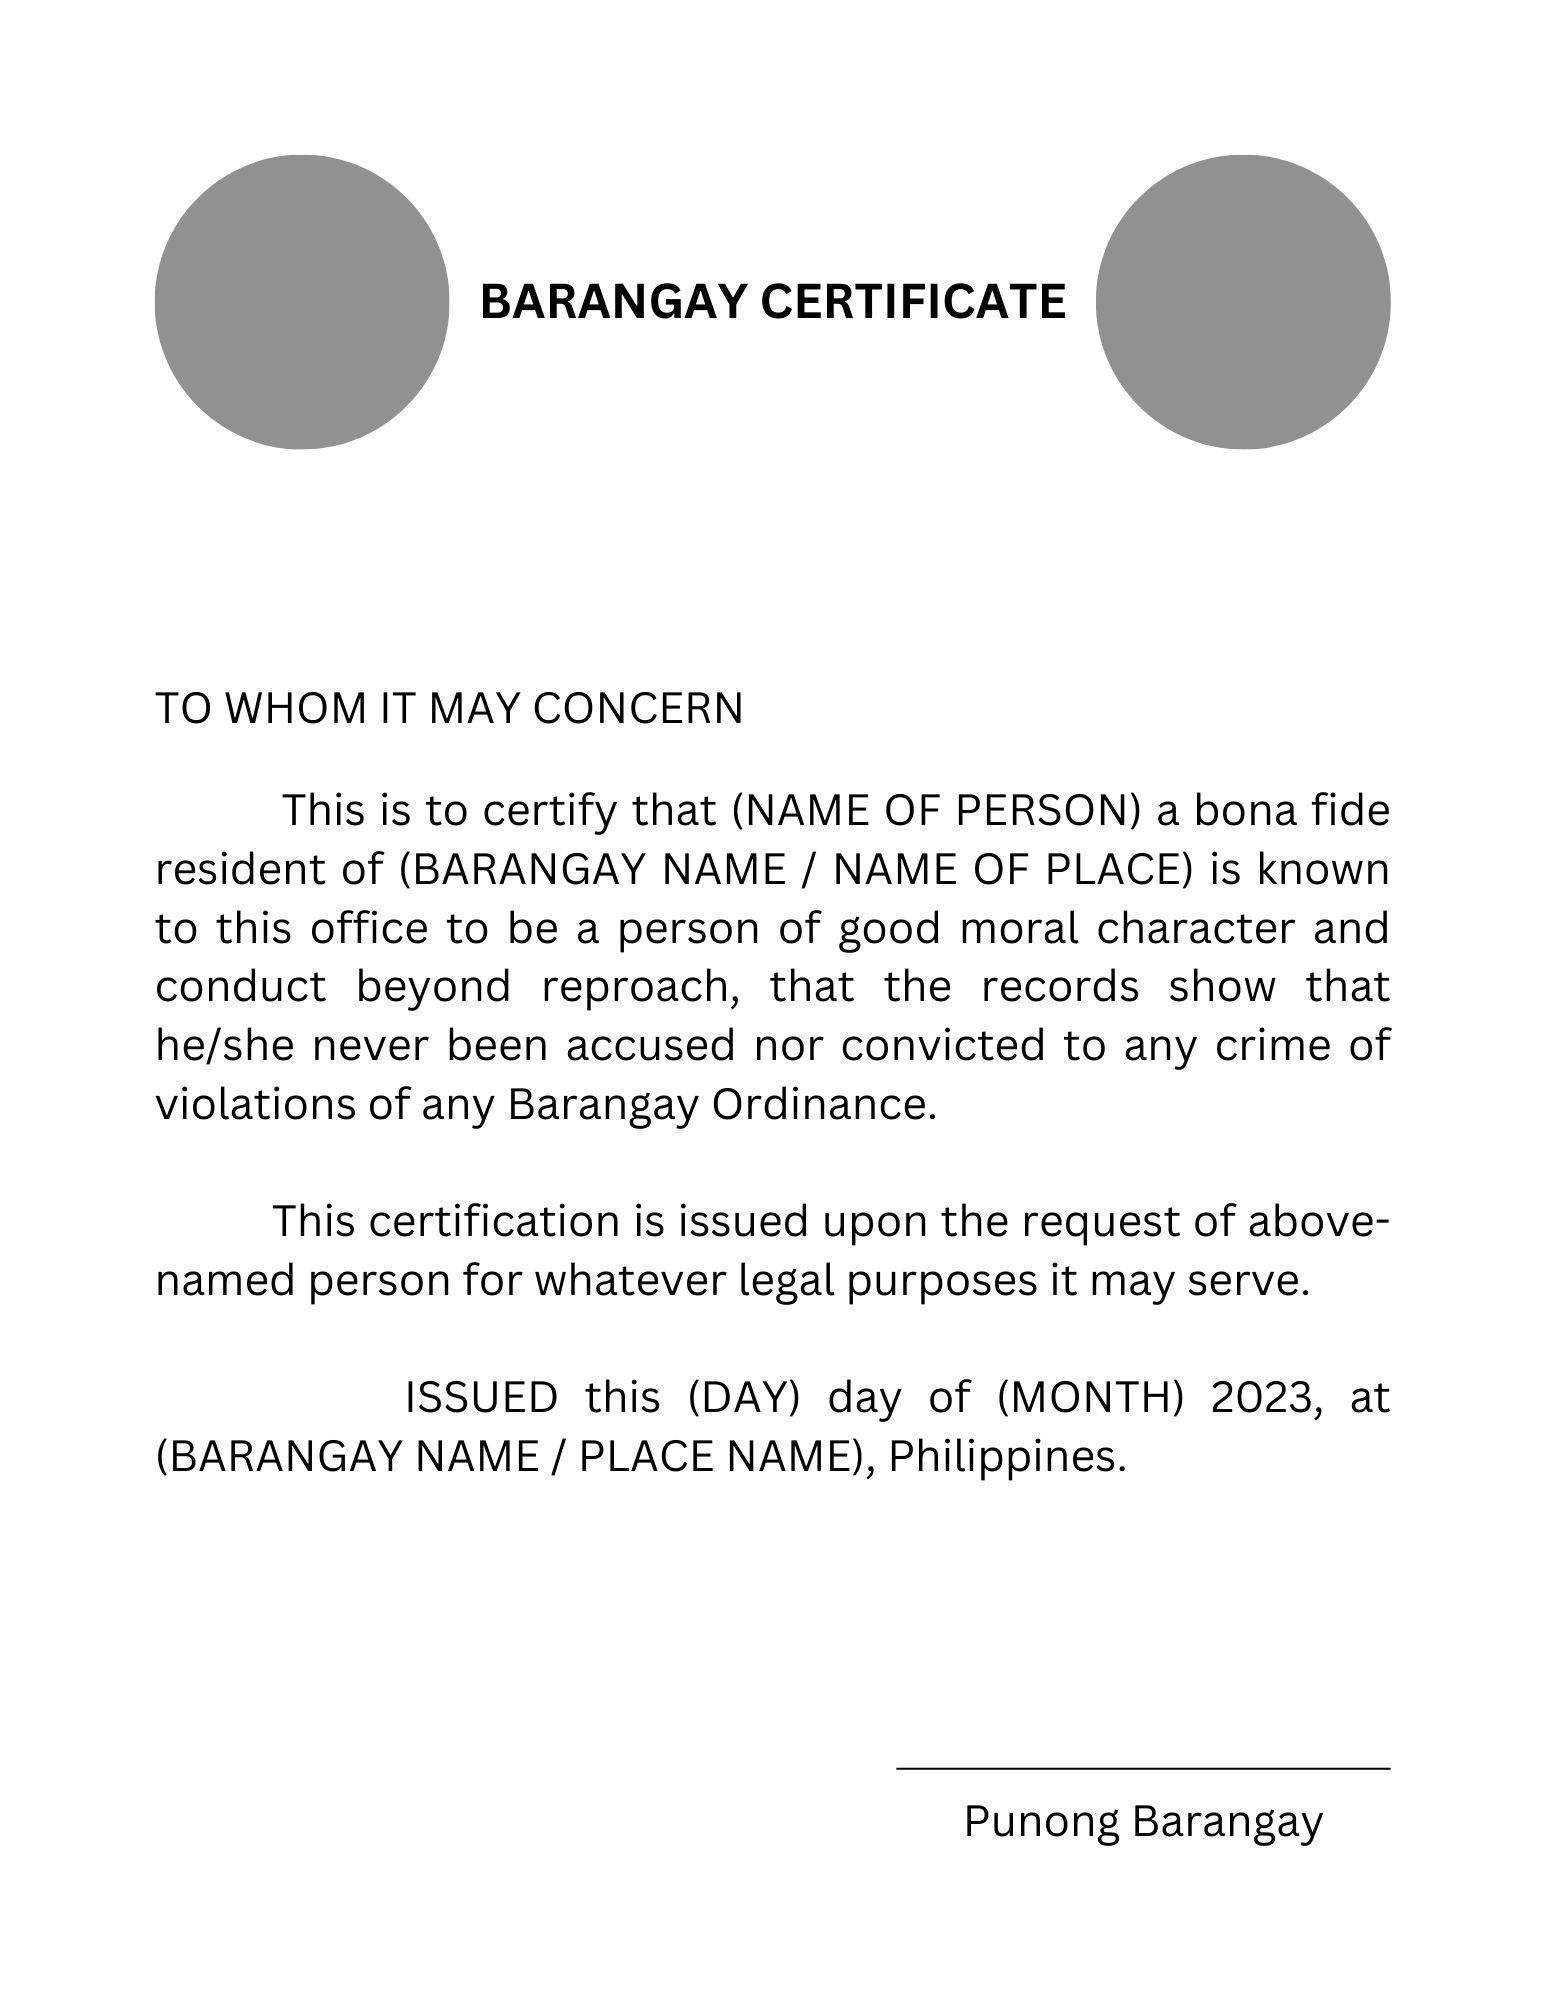 BARANGAY CERTIFICATE
TO WHOM IT MAY CONCERN
This is to certify that (NAME OF PERSON) a bona fide
resident of (BARANGAY NAME / NAME OF PLACE) is known
to this office to be a person of good moral character and
conduct beyond reproach, that the records show that
he/she never been accused nor convicted to any crime of
violations of any Barangay Ordinance.
This certification is issued upon the request of above-
named person for whatever legal purposes it may serve.
ISSUED this (DAY) day of (MONTH) 2023, at
(BARANGAY NAME / PLACE NAME), Philippines.
Punong Barangay